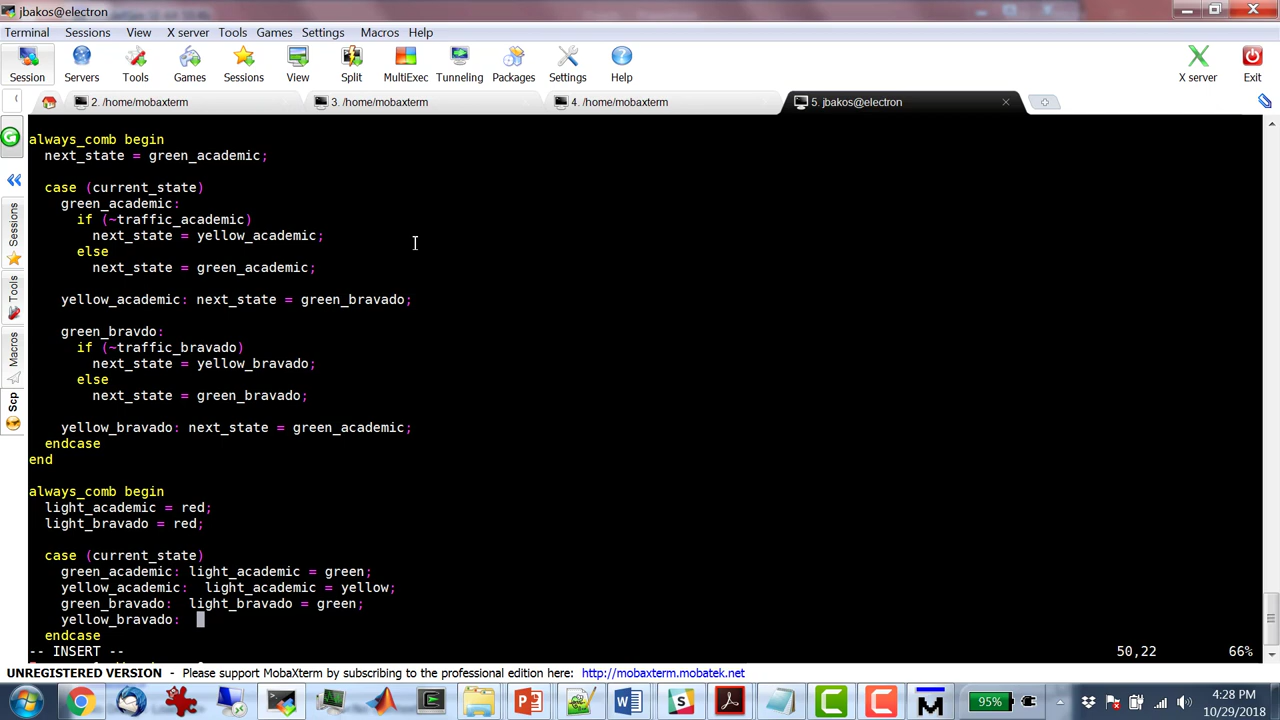 jbakos@electron
Terminal Sessions View X server Tools Games Settings Macros Help
Session Servers Tools Games Sessions View Split MultiExec Tunneling Packages Settings Help X server Exit
2. /home/mobaxterm 3. /home/mobaxterm 4. /home/mobaxterm 5. jbakos@electron
Sessions
Tools
Macros
Scp
always_comb begin
next_state = green_academic;
case (current_state)
green_academic:
if (~traffic_academic)
next_state = yellow_academic;
else
next_state = green_academic;
yellow_academic: next_state = green_bravado;
green_bravdo:
if (~traffic_bravado)
next_state = yellow_bravado;
else
next_state = green_bravado;
yellow_bravado: next_state = green_academic;
endcase
end
always_comb begin
light_academic = red;
light_bravado = red;
case (current_state)
green_academic: light_academic = green;
yellow_academic:  light_academic = yellow;
green_bravado:  light_bravado = green;
yellow_bravado:
endcase
-- INSERT -- 50,22 66%
UNREGISTERED VERSION - Please support MobaXterm by subscribing to the professional edition here: http://mobaxterm.mobatek.net
95%
4:28 PM
10/29/2018